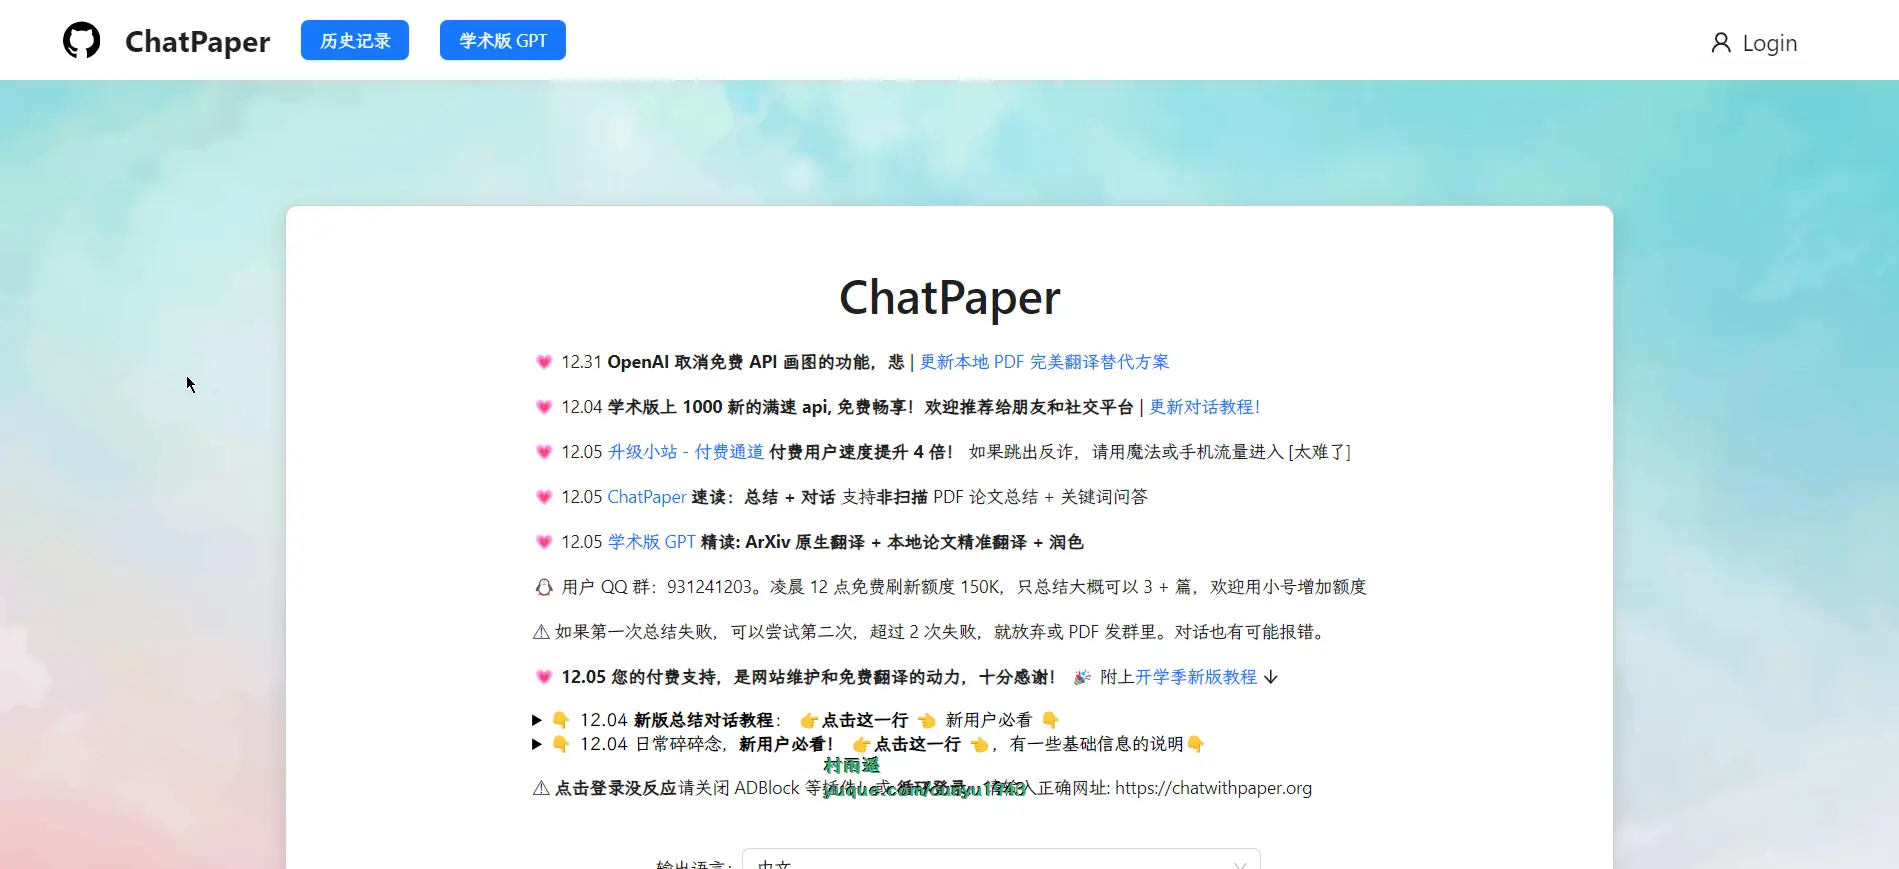 ChatPaper 历史记录 学术版 GPT Login
ChatPaper
12.31 OpenAI 取消免费 API 画图的功能，悲 | 更新本地 PDF 完美翻译替代方案
12.04 学术版上 1000 新的满速 api, 免费畅享！欢迎推荐给朋友和社交平台 | 更新对话教程！
12.05 升级小站 - 付费通道 付费用户速度提升 4 倍！ 如果跳出反诈，请用魔法或手机流量进入 [太难了]
12.05 ChatPaper 速读：总结 + 对话 支持非扫描 PDF 论文总结 + 关键词问答
12.05 学术版 GPT 精读: ArXiv 原生翻译 + 本地论文精准翻译 + 润色
用户 QQ 群：931241203。凌晨 12 点免费刷新额度 150K，只总结大概可以 3 + 篇，欢迎用小号增加额度
⚠ 如果第一次总结失败，可以尝试第二次，超过 2 次失败，就放弃或 PDF 发群里。对话也有可能报错。
12.05 您的付费支持，是网站维护和免费翻译的动力，十分感谢！ 🎉 附上开学季新版教程 ↓
▶ 👇 12.04 新版总结对话教程： 👉点击这一行 👈 新用户必看 👇
▶ 👇 12.04 日常碎碎念，新用户必看！ 👉点击这一行 👈，有一些基础信息的说明👇
村雨遥
⚠ 点击登录没反应请关闭 ADBlock 等插件！或 循环登录，请输入正确网址: https://chatwithpaper.org
yuque.com/cunyu1943
输出语言: 中文